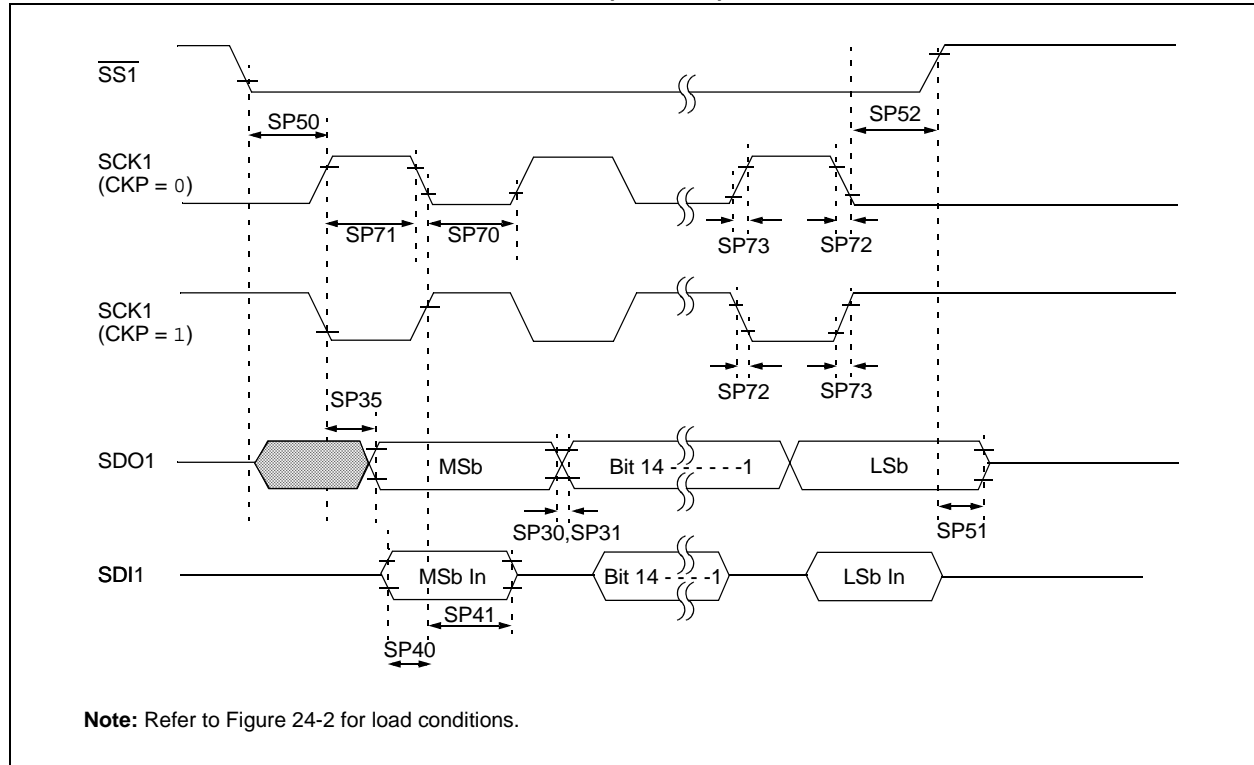 SS1
SP50
SP52
SCK1
(CKP = 0)
SP71
SP70
SP73
SP72
SCK1
(CKP = 1)
SP72
SP73
SP35
SDO1
MSb
Bit 14 - - - - - -1
LSb
SP30,SP31
SP51
SDI1
MSb In
Bit 14 - - - -1
LSb In
SP41
SP40
Note: Refer to Figure 24-2 for load conditions.